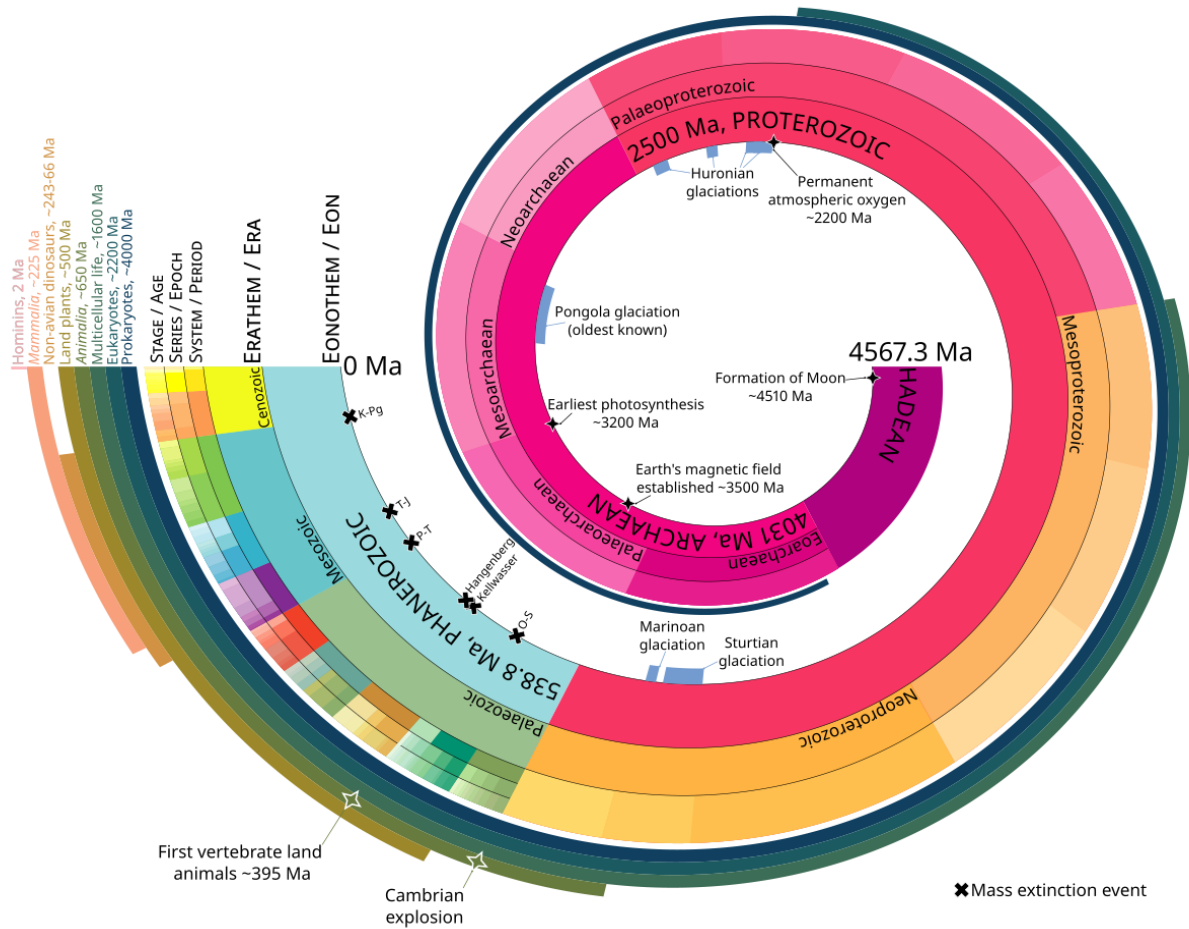 Hominins, 2 Ma
Mammalia, ~225 Ma
Non-avian dinosaurs, ~243-66 Ma
Land plants, ~500 Ma
Animalia, ~650 Ma
Multicellular life, ~1600 Ma
Eukaryotes, ~2200 Ma
Prokaryotes, ~4000 Ma
STAGE / AGE
SERIES / EPOCH
SYSTEM / PERIOD
ERATHEM / ERA
EONOTHEM / EON
0 Ma
4567.3 Ma
HADEAN
Formation of Moon
~4510 Ma
4031 Ma, ARCHAEAN
Eoarchaean
Palaeoarchaean
Mesoarchaean
Neoarchaean
Earth's magnetic field
established ~3500 Ma
Earliest photosynthesis
~3200 Ma
Pongola glaciation
(oldest known)
2500 Ma, PROTEROZOIC
Palaeoproterozoic
Huronian
glaciations
Permanent
atmospheric oxygen
~2200 Ma
Mesoproterozoic
Neoproterozoic
Sturtian
glaciation
Marinoan
glaciation
538.8 Ma, PHANEROZOIC
Palaeozoic
Mesozoic
Cenozoic
O-S
Kellwasser
Hangenberg
P-T
T-J
K-Pg
First vertebrate land
animals ~395 Ma
Cambrian
explosion
Mass extinction event